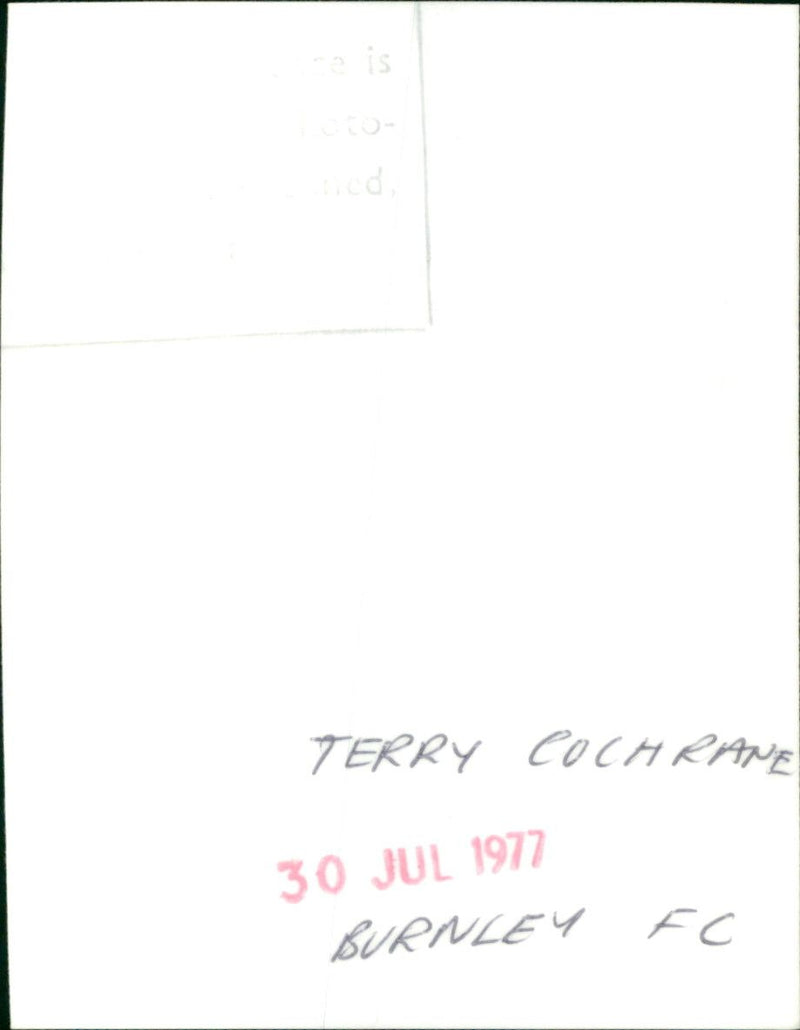 is
TERRY COCHRANE
30 JUL 1977
BURNLEY FC